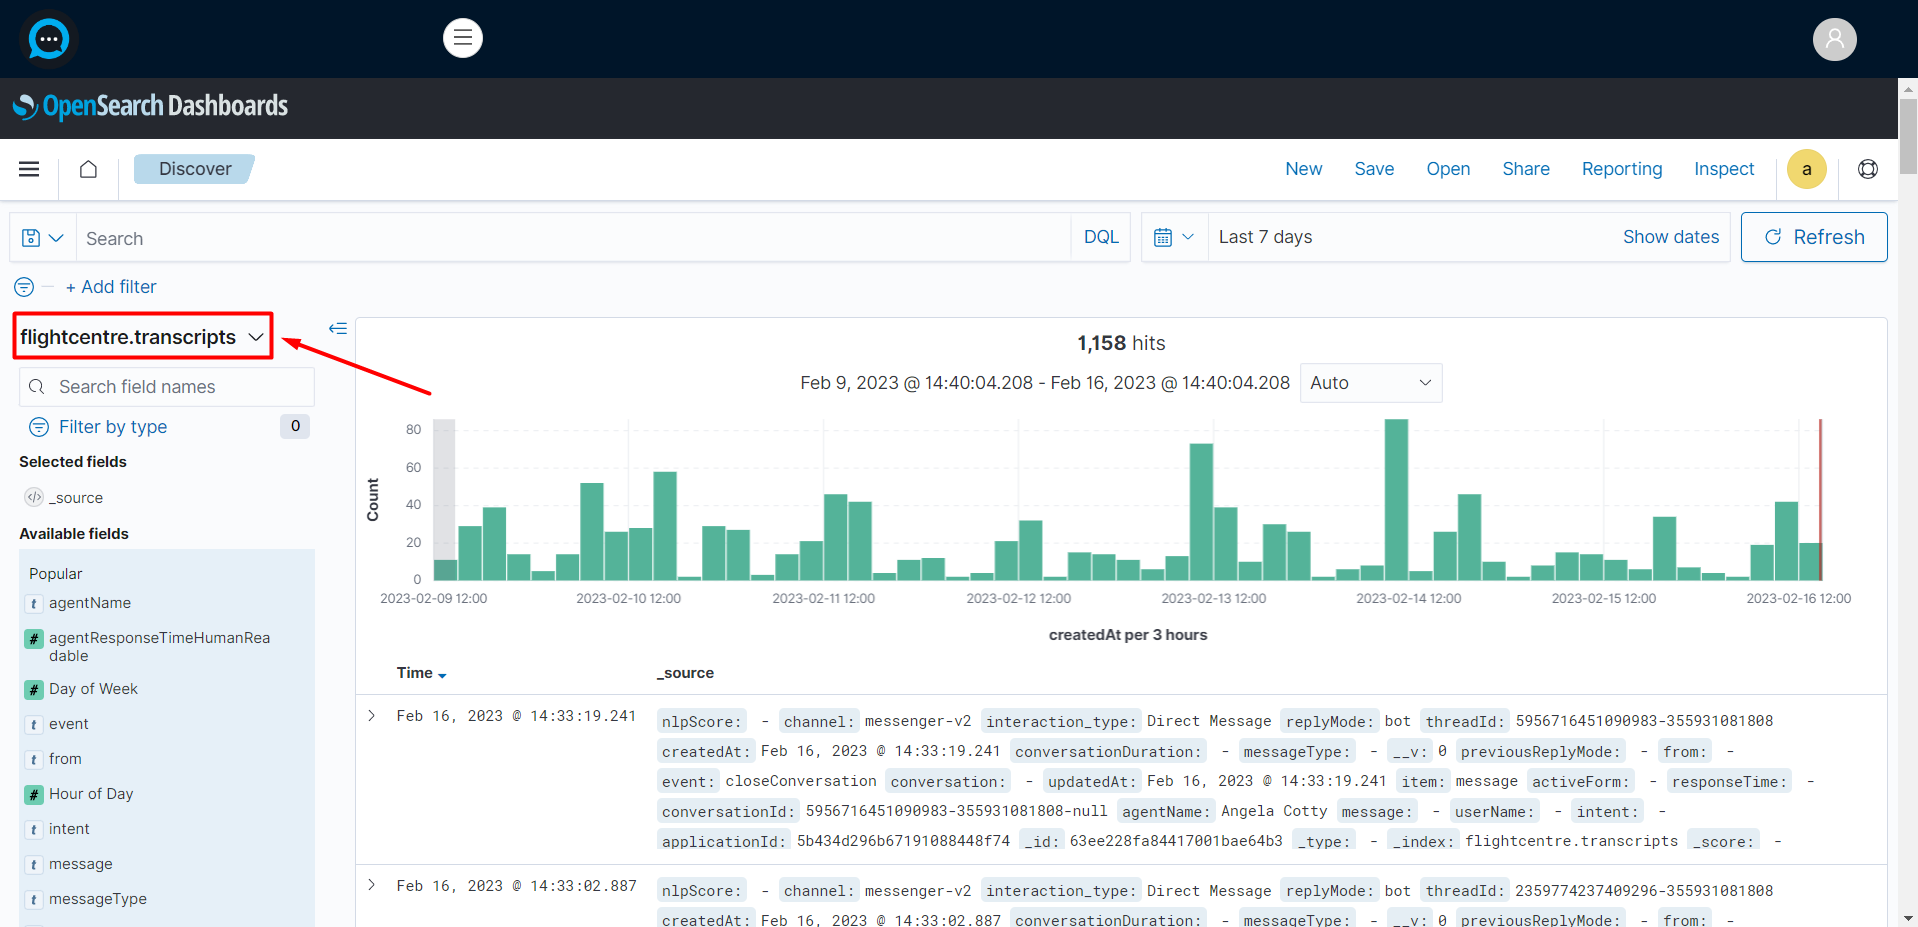 OpenSearch Dashboards
Discover
New Save Open Share Reporting Inspect a
Search DQL Last 7 days Show dates Refresh
+ Add filter
flightcentre.transcripts
Search field names
Filter by type 0
Selected fields
_source
Available fields
Popular
t agentName
# agentResponseTimeHumanRea
dable
# Day of Week
t event
t from
# Hour of Day
t intent
t message
t messageType
1,158 hits
Feb 9, 2023 @ 14:40:04.208 - Feb 16, 2023 @ 14:40:04.208 Auto
Count
80
60
40
20
0
2023-02-09 12:00 2023-02-10 12:00 2023-02-11 12:00 2023-02-12 12:00 2023-02-13 12:00 2023-02-14 12:00 2023-02-15 12:00 2023-02-16 12:00
createdAt per 3 hours
Time _source
Feb 16, 2023 @ 14:33:19.241 nlpScore: - channel: messenger-v2 interaction_type: Direct Message replyMode: bot threadId: 5956716451090983-355931081808
createdAt: Feb 16, 2023 @ 14:33:19.241 conversationDuration: - messageType: - __v: 0 previousReplyMode: - from: -
event: closeConversation conversation: - updatedAt: Feb 16, 2023 @ 14:33:19.241 item: message activeForm: - responseTime: -
conversationId: 5956716451090983-355931081808-null agentName: Angela Cotty message: - userName: - intent: -
applicationId: 5b434d296b67191088448f74 _id: 63ee228fa84417001bae64b3 _type: - _index: flightcentre.transcripts _score: -
Feb 16, 2023 @ 14:33:02.887 nlpScore: - channel: messenger-v2 interaction_type: Direct Message replyMode: bot threadId: 2359774237409296-355931081808
createdAt: Feb 16, 2023 @ 14:33:02.887 conversationDuration: - messageType: - __v: 0 previousReplyMode: - from: -